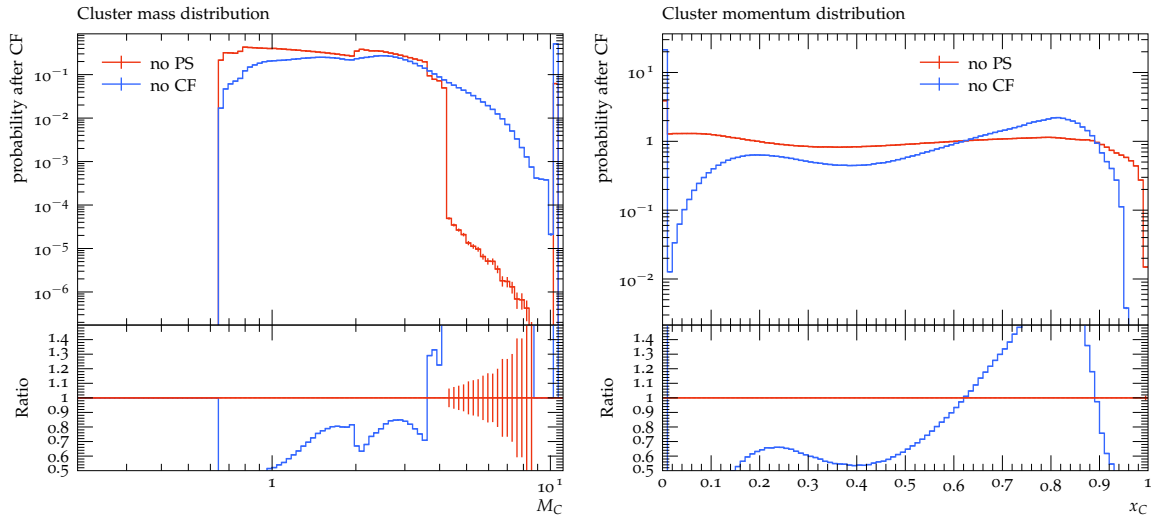 Cluster mass distribution
no PS
no CF
10⁻¹
10⁻²
10⁻³
10⁻⁴
10⁻⁵
10⁻⁶
probability after CF
1.4
1.3
1.2
1.1
1
0.9
0.8
0.7
0.6
0.5
Ratio
1
10¹
M_C
Cluster momentum distribution
no PS
no CF
10¹
1
10⁻¹
10⁻²
probability after CF
1.4
1.3
1.2
1.1
1
0.9
0.8
0.7
0.6
0.5
Ratio
0 0.1 0.2 0.3 0.4 0.5 0.6 0.7 0.8 0.9 1
x_C